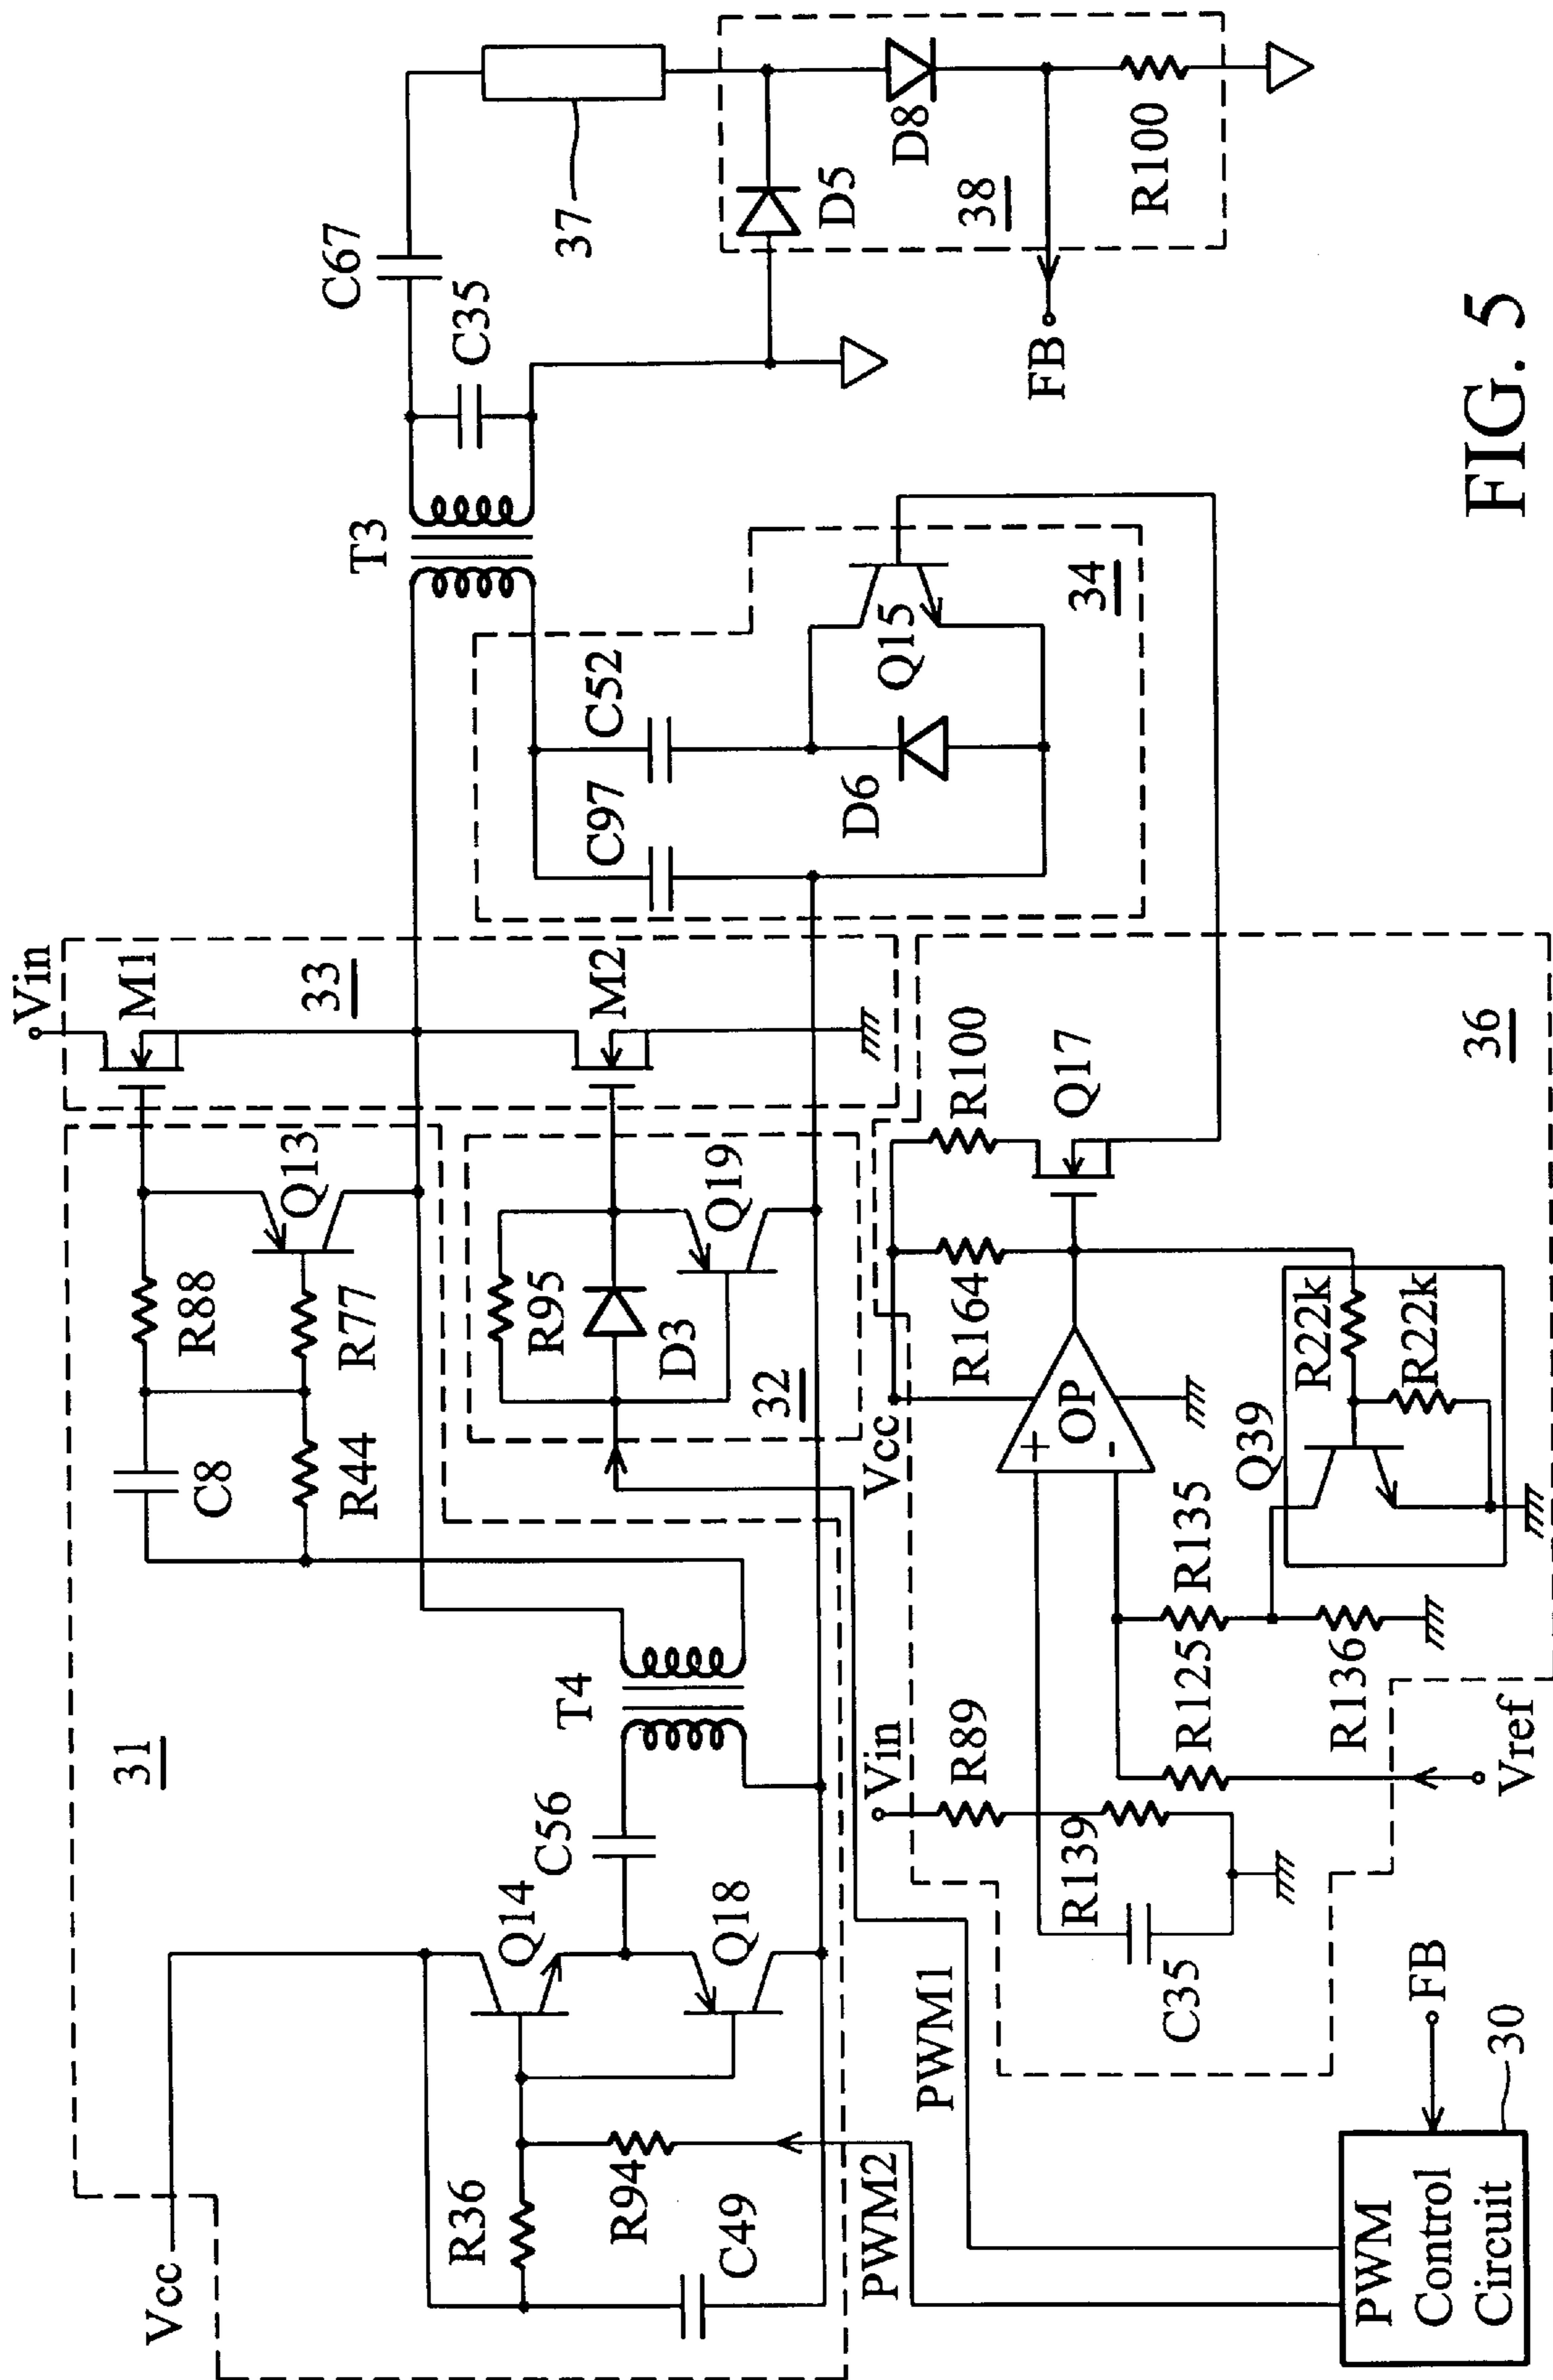 Vcc
31
R36
R94
C49
Q14
Q18
C56
T4
C8
R44
R88
R77
Q13
Vin
M1
33
M2
R95
D3
Q19
32
T3
C67
C35
37
D5
D8
38
R100
FB
C97
C52
D6
Q15
34
PWM2
PWM1
Vin
R89
R139
C35
R125
Vref
R135
R136
Vcc
+
OP
-
R164
R100
Q17
Q39
R22k
R22k
36
FB
30
PWM
Control
Circuit
FIG. 5